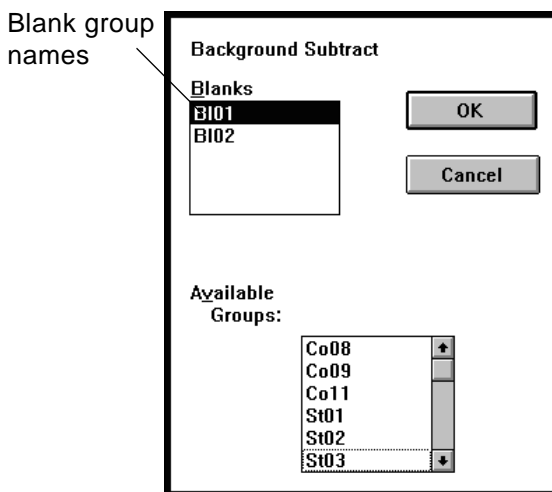 Blank group
names
Background Subtract
Blanks
Bl01
Bl02
OK
Cancel
Available
Groups:
Co08
Co09
Co11
St01
St02
St03